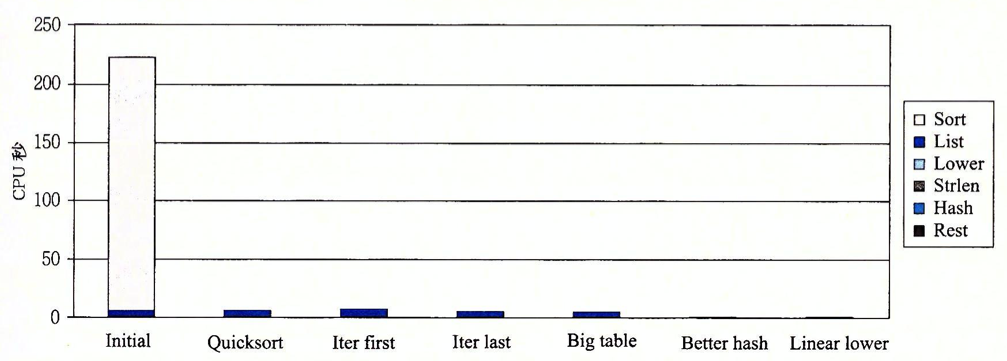 250
200
150
100
50
0
CPU 秒
Initial
Quicksort
Iter first
Iter last
Big table
Better hash
Linear lower
Sort
List
Lower
Strlen
Hash
Rest